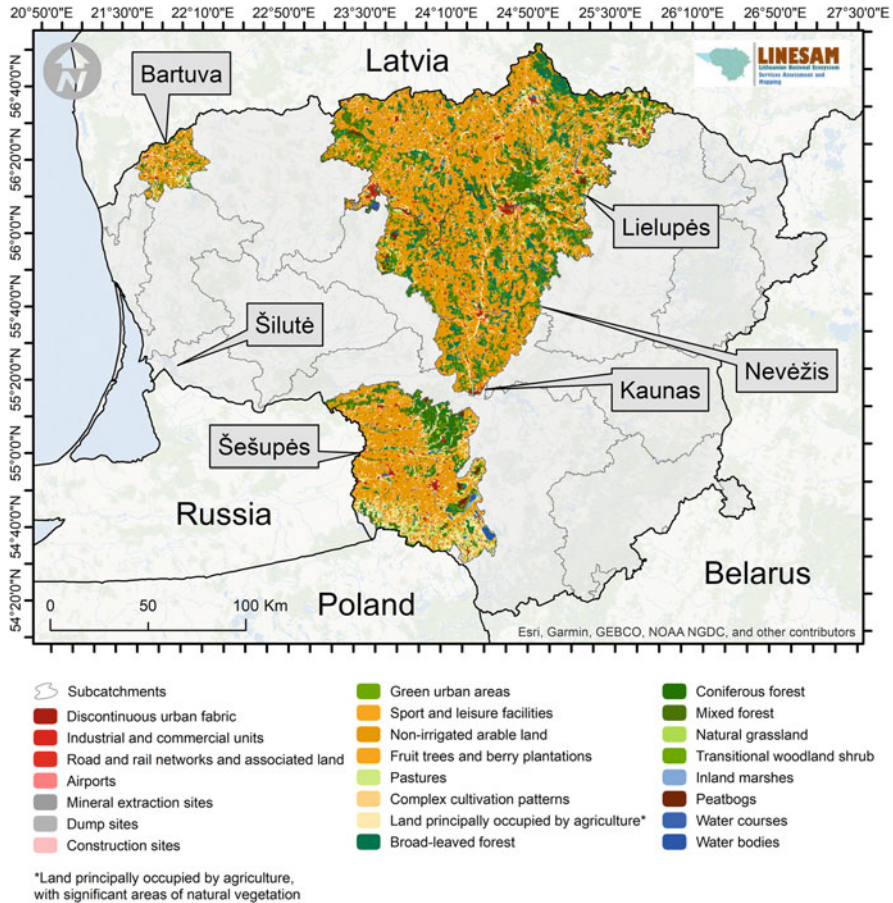 20°50'0"E 21°30'0"E 22°10'0"E 22°50'0"E 23°30'0"E 24°10'0"E 24°50'0"E 25°30'0"E 26°10'0"E 26°50'0"E 27°30'0"E
56°40'0"N
56°20'0"N
56°0'0"N
55°40'0"N
55°20'0"N
55°0'0"N
54°40'0"N
54°20'0"N
N
Latvia
LINESAM
Lithuanian National Ecosystem
Services Assessment and
Mapping
Bartuva
Lielupės
Šilutė
Nevėžis
Kaunas
Šešupės
Russia
Belarus
Poland
0 50 100 Km
Esri, Garmin, GEBCO, NOAA NGDC, and other contributors
Subcatchments
Discontinuous urban fabric
Industrial and commercial units
Road and rail networks and associated land
Airports
Mineral extraction sites
Dump sites
Construction sites
Green urban areas
Sport and leisure facilities
Non-irrigated arable land
Fruit trees and berry plantations
Pastures
Complex cultivation patterns
Land principally occupied by agriculture*
Broad-leaved forest
Coniferous forest
Mixed forest
Natural grassland
Transitional woodland shrub
Inland marshes
Peatbogs
Water courses
Water bodies
*Land principally occupied by agriculture,
with significant areas of natural vegetation